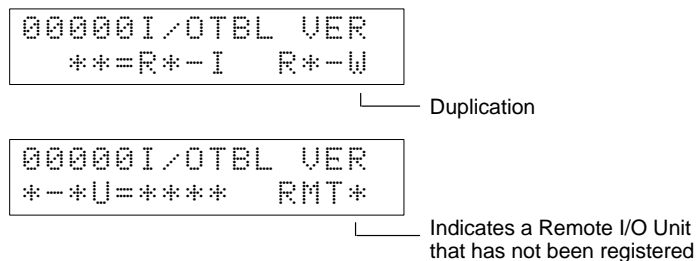 00000I/OTBL VER
**=R*-I R*-W
Duplication
00000I/OTBL VER
*-*U=**** RMT*
Indicates a Remote I/O Unit
that has not been registered